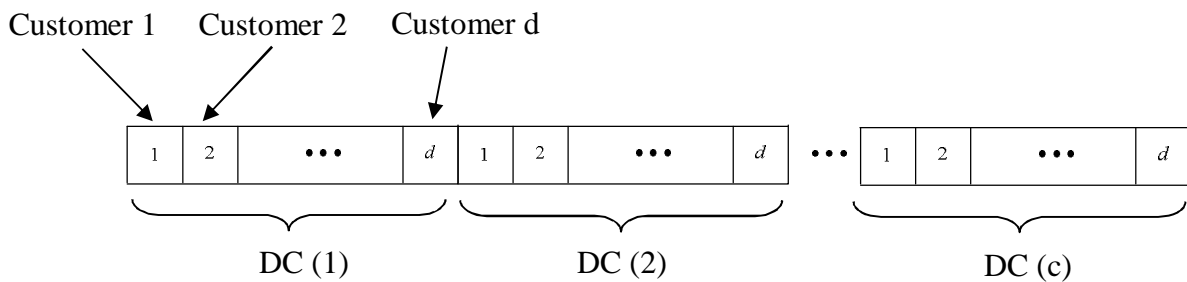 Customer 1 Customer 2 Customer d
1 2 ••• d 1 2 ••• d ••• 1 2 ••• d
DC (1) DC (2) DC (c)